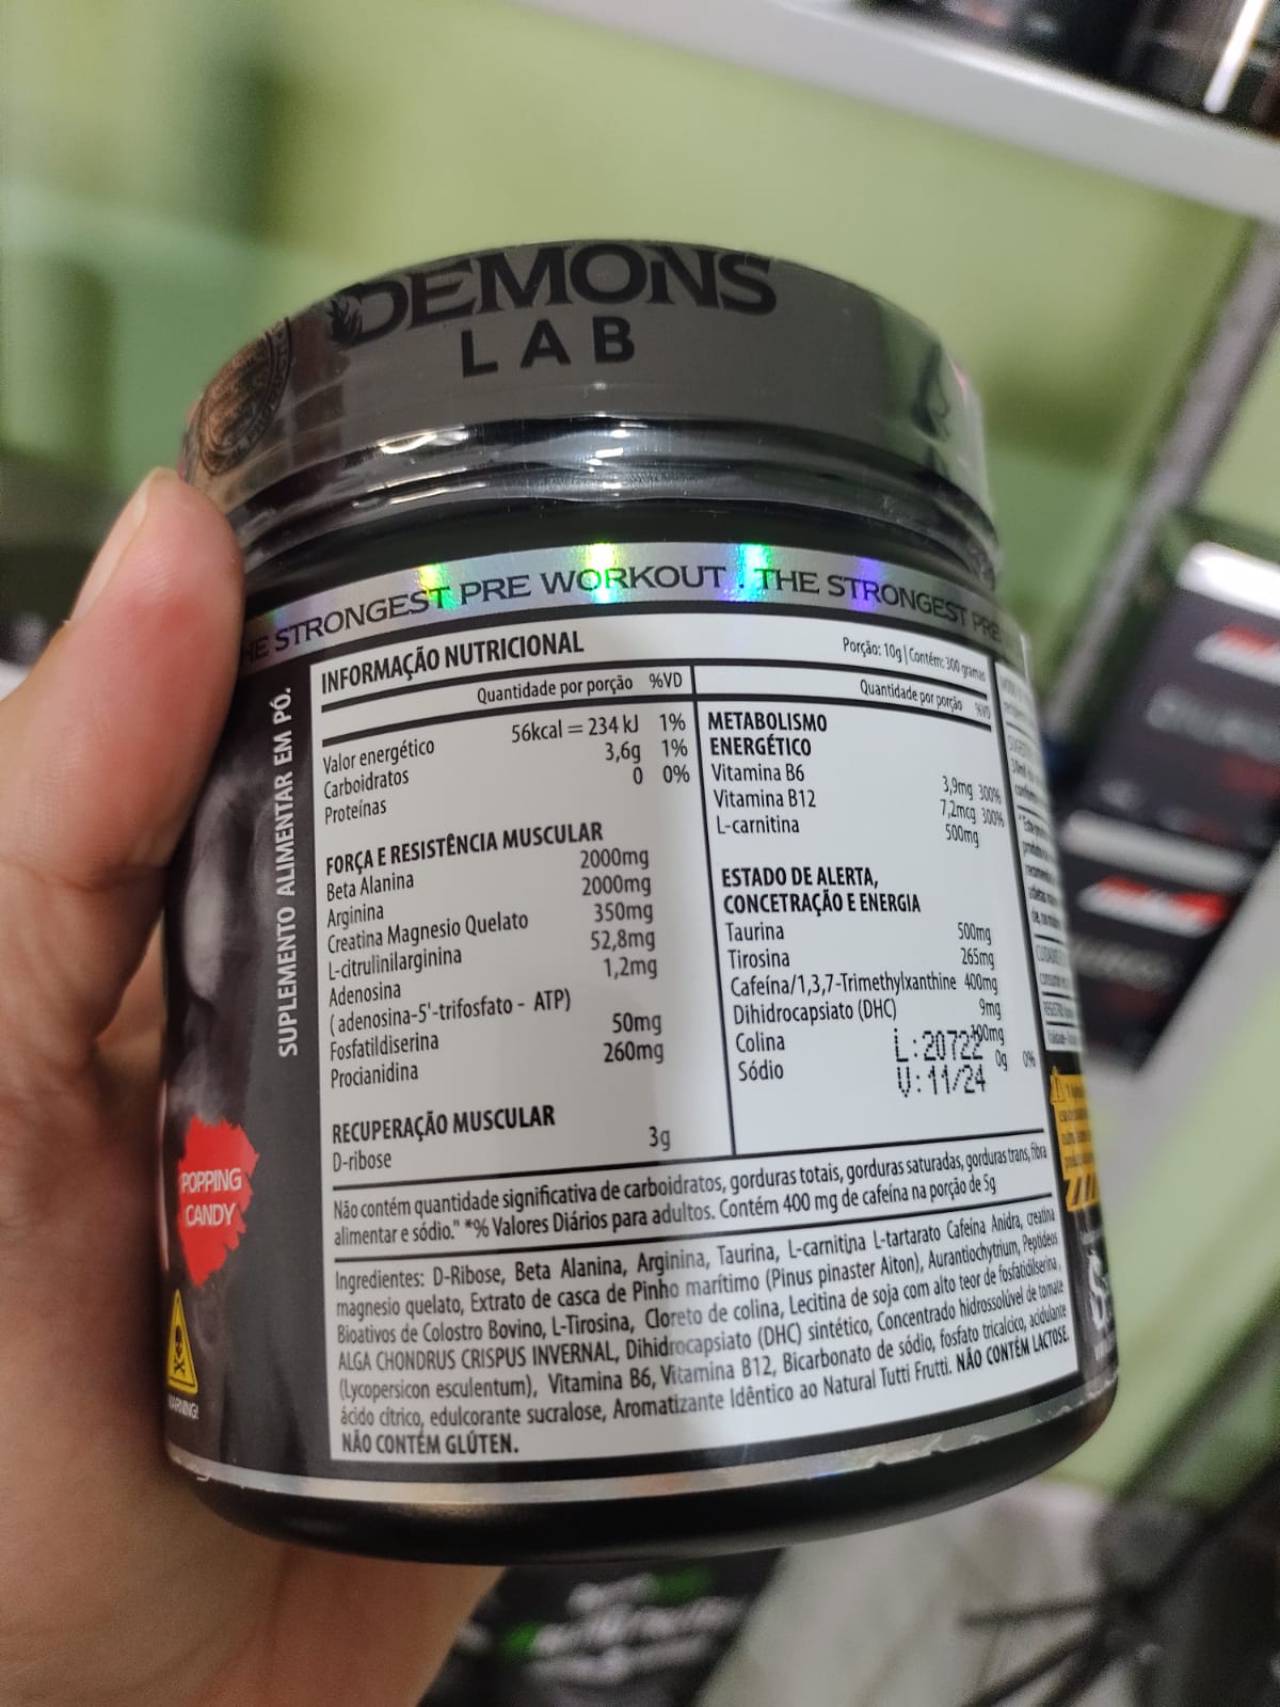 DEMONS
LAB
THE STRONGEST PRE WORKOUT . THE STRONGEST PRE
SUPLEMENTO ALIMENTAR EM PÓ.
INFORMAÇÃO NUTRICIONAL
Porção: 10g | Contém: 300 gramas
Quantidade por porção %VD
Valor energético 56kcal = 234 kJ 1%
Carboidratos 3,6g 1%
Proteínas 0 0%
FORÇA E RESISTÊNCIA MUSCULAR
Beta Alanina 2000mg
Arginina 2000mg
Creatina Magnesio Quelato 350mg
L-citrulinilarginina 52,8mg
Adenosina 1,2mg
(adenosina-5'-trifosfato - ATP)
Fosfatildiserina 50mg
Procianidina 260mg
RECUPERAÇÃO MUSCULAR
D-ribose 3g
Quantidade por porção %VD
METABOLISMO
ENERGÉTICO
Vitamina B6 3,9mg 300%
Vitamina B12 7,2mcg 300%
L-carnitina 500mg
ESTADO DE ALERTA,
CONCETRAÇÃO E ENERGIA
Taurina 500mg
Tirosina 265mg
Cafeína/1,3,7-Trimethylxanthine 400mg
Dihidrocapsiato (DHC) 9mg
Colina
Sódio 0g 0%
L:20722
V:11/24
Não contém quantidade significativa de carboidratos, gorduras totais, gorduras saturadas, gorduras trans, fibra
alimentar e sódio." *% Valores Diários para adultos. Contém 400 mg de cafeína na porção de 5g
Ingredientes: D-Ribose, Beta Alanina, Arginina, Taurina, L-carnitina L-tartarato Cafeína Anidra, creatina
magnesio quelato, Extrato de casca de Pinho marítimo (Pinus pinaster Aiton), Aurantiochytrium, Peptídeos
Bioativos de Colostro Bovino, L-Tirosina, Cloreto de colina, Lecitina de soja com alto teor de fosfatidilserina,
ALGA CHONDRUS CRISPUS INVERNAL, Dihidrocapsiato (DHC) sintético, Concentrado hidrossolúvel de tomate
(Lycopersicon esculentum), Vitamina B6, Vitamina B12, Bicarbonato de sódio, fosfato tricalcico, acidulante
ácido cítrico, edulcorante sucralose, Aromatizante Idêntico ao Natural Tutti Frutti. NÃO CONTÉM LACTOSE.
NÃO CONTÉM GLÚTEN.
POPPING
CANDY
WARNING!